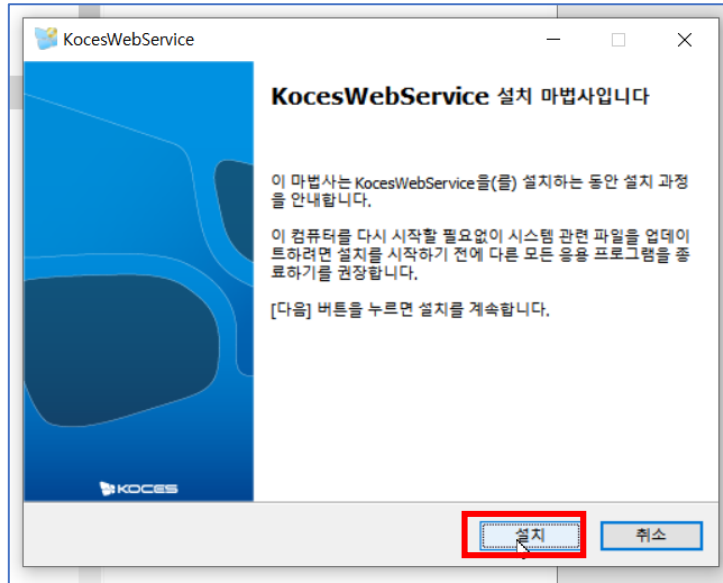 KocesWebService
KocesWebService 설치 마법사입니다
이 마법사는 KocesWebService을(를) 설치하는 동안 설치 과정
을 안내합니다.
이 컴퓨터를 다시 시작할 필요없이 시스템 관련 파일을 업데이
트하려면 설치를 시작하기 전에 다른 모든 응용 프로그램을 종
료하기를 권장합니다.
[다음] 버튼을 누르면 설치를 계속합니다.
KOCES
설치
취소